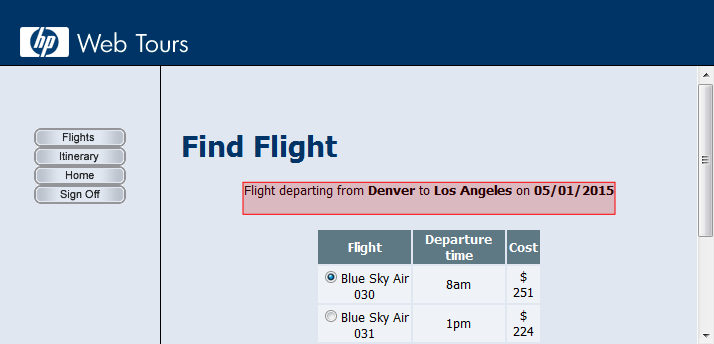 hp Web Tours
Flights
Itinerary
Home
Sign Off
Find Flight
Flight departing from Denver to Los Angeles on 05/01/2015
Flight Departure time Cost
Blue Sky Air 030 8am $ 251
Blue Sky Air 031 1pm $ 224